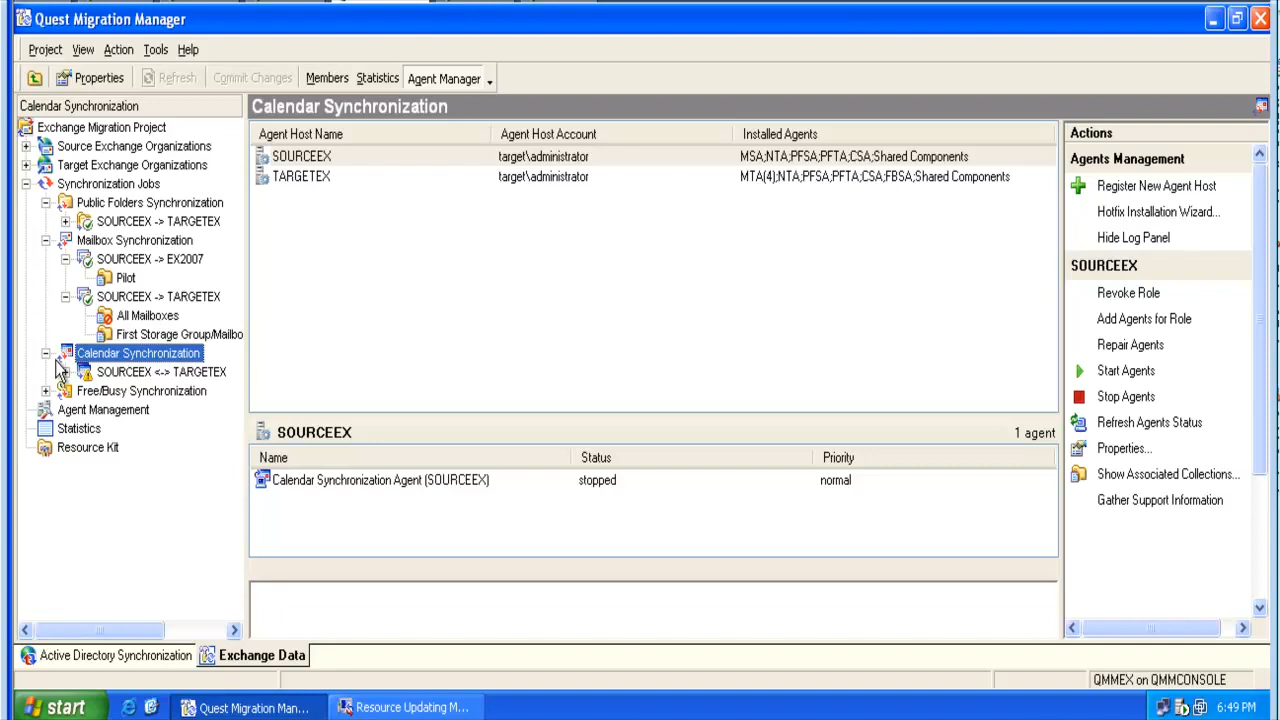 Quest Migration Manager
Project View Action Tools Help
Properties Refresh Commit Changes Members Statistics Agent Manager
Calendar Synchronization
Exchange Migration Project
Source Exchange Organizations
Target Exchange Organizations
Synchronization Jobs
Public Folders Synchronization
SOURCEEX -> TARGETEX
Mailbox Synchronization
SOURCEEX -> EX2007
Pilot
SOURCEEX -> TARGETEX
All Mailboxes
First Storage Group/Mailbo
Calendar Synchronization
SOURCEEX <-> TARGETEX
Free/Busy Synchronization
Agent Management
Statistics
Resource Kit
Calendar Synchronization
Agent Host Name Agent Host Account Installed Agents
SOURCEEX target\administrator MSA;NTA;PFSA;PFTA;CSA;Shared Components
TARGETEX target\administrator MTA(4);NTA;PFSA;PFTA;CSA;FBSA;Shared Components
SOURCEEX 1 agent
Name Status Priority
Calendar Synchronization Agent (SOURCEEX) stopped normal
Actions
Agents Management
Register New Agent Host
Hotfix Installation Wizard...
Hide Log Panel
SOURCEEX
Revoke Role
Add Agents for Role
Repair Agents
Start Agents
Stop Agents
Refresh Agents Status
Properties...
Show Associated Collections...
Gather Support Information
Active Directory Synchronization Exchange Data
QMMEX on QMMCONSOLE
start Quest Migration Man... Resource Updating M... 6:49 PM